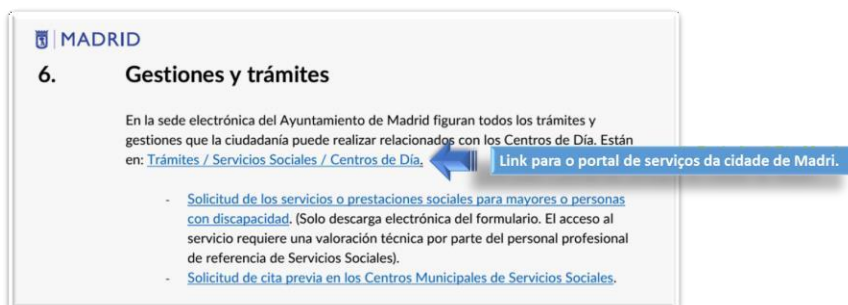 MADRID
6. Gestiones y trámites
En la sede electrónica del Ayuntamiento de Madrid figuran todos los trámites y
gestiones que la ciudadanía puede realizar relacionados con los Centros de Día. Están
en: Trámites / Servicios Sociales / Centros de Día.
Link para o portal de serviços da cidade de Madri.
- Solicitud de los servicios o prestaciones sociales para mayores o personas
con discapacidad. (Solo descarga electrónica del formulario. El acceso al
servicio requiere una valoración técnica por parte del personal profesional
de referencia de Servicios Sociales).
- Solicitud de cita previa en los Centros Municipales de Servicios Sociales.